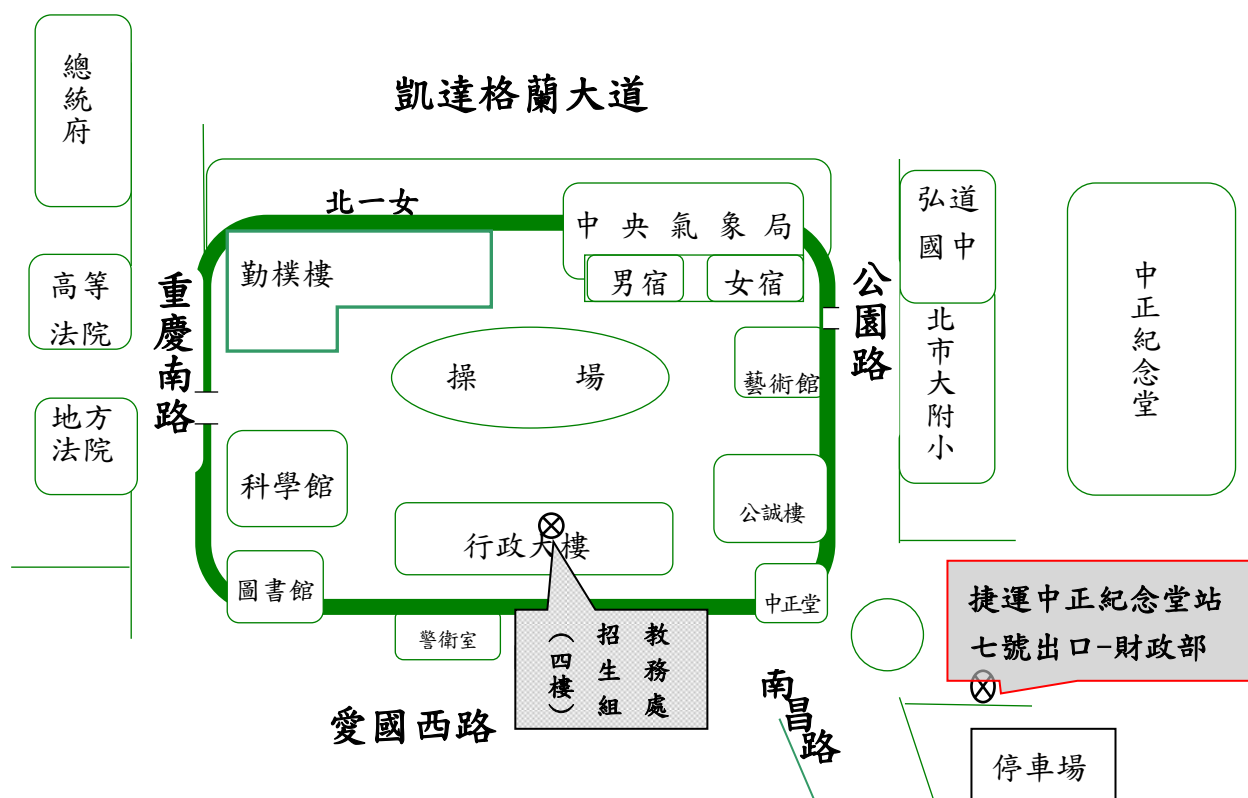 總統府
凱達格蘭大道
北一女
中央氣象局
弘道
國中
男宿
女宿
勤樸樓
高等
法院
重慶南路
公園路
中正紀念堂
北市大附小
操場
藝術館
地方
法院
科學館
公誠樓
行政大樓
圖書館
中正堂
警衛室
教務處
招生組
（四樓）
捷運中正紀念堂站
七號出口-財政部
愛國西路
南昌路
停車場